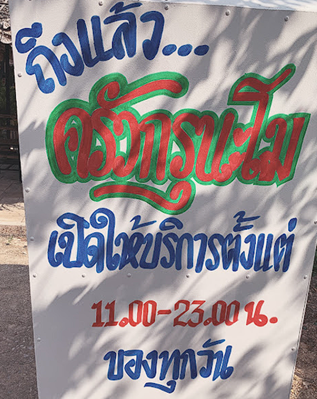 ถึงแล้ว...
ครัวกรุนะโม
เปิดให้บริการตั้งแต่
11.00-23.00 น.
ของทุกวัน